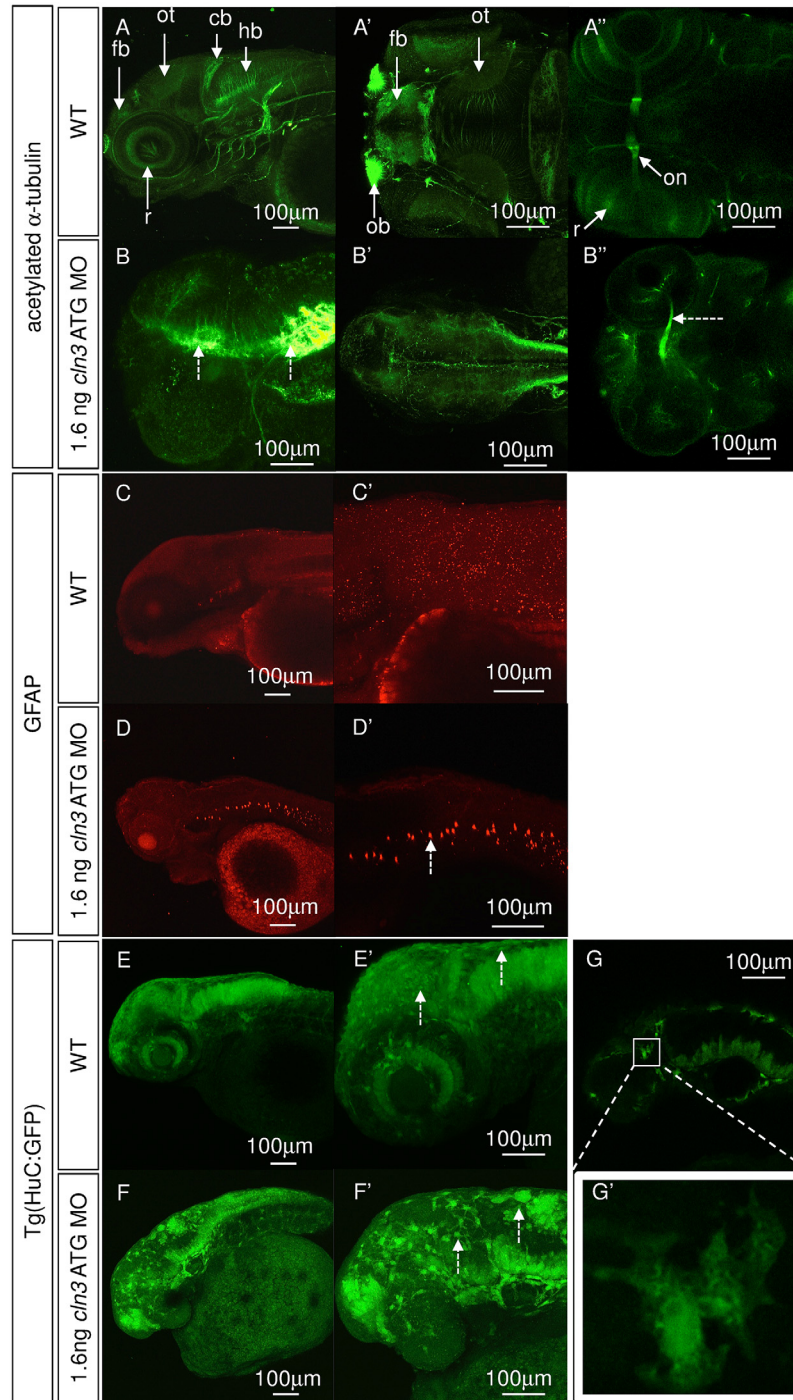 acetylated α-tubulin
WT
A
fb
ot
cb
hb
r
100μm
A'
fb
ot
ob
100μm
A''
on
r
100μm
1.6 ng cln3 ATG MO
B
100μm
B'
100μm
B''
100μm
GFAP
WT
C
100μm
C'
100μm
1.6 ng cln3 ATG MO
D
100μm
D'
100μm
Tg(HuC:GFP)
WT
E
100μm
E'
100μm
G
100μm
1.6ng cln3 ATG MO
F
100μm
F'
100μm
G'